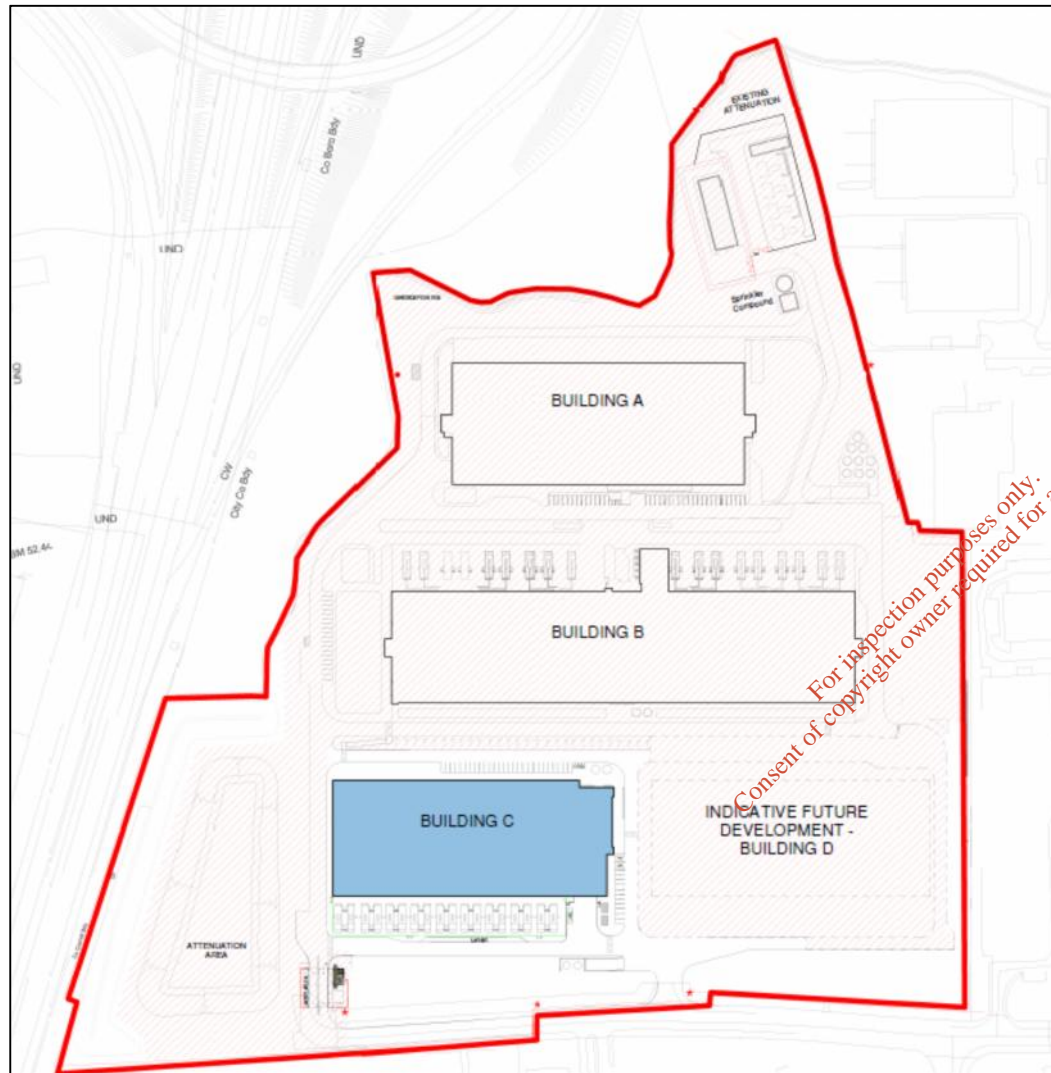 UND
Co Boro Bdy
UND
UND
CW
City Co Bdy
UND
BM 52.44
EXISTING
ATTENUATION
Sprinkler
Compound
BUILDING A
BUILDING B
BUILDING C
INDICATIVE FUTURE
DEVELOPMENT -
BUILDING D
ATTENUATION
AREA
For inspection purposes only.
Consent of copyright owner required for a